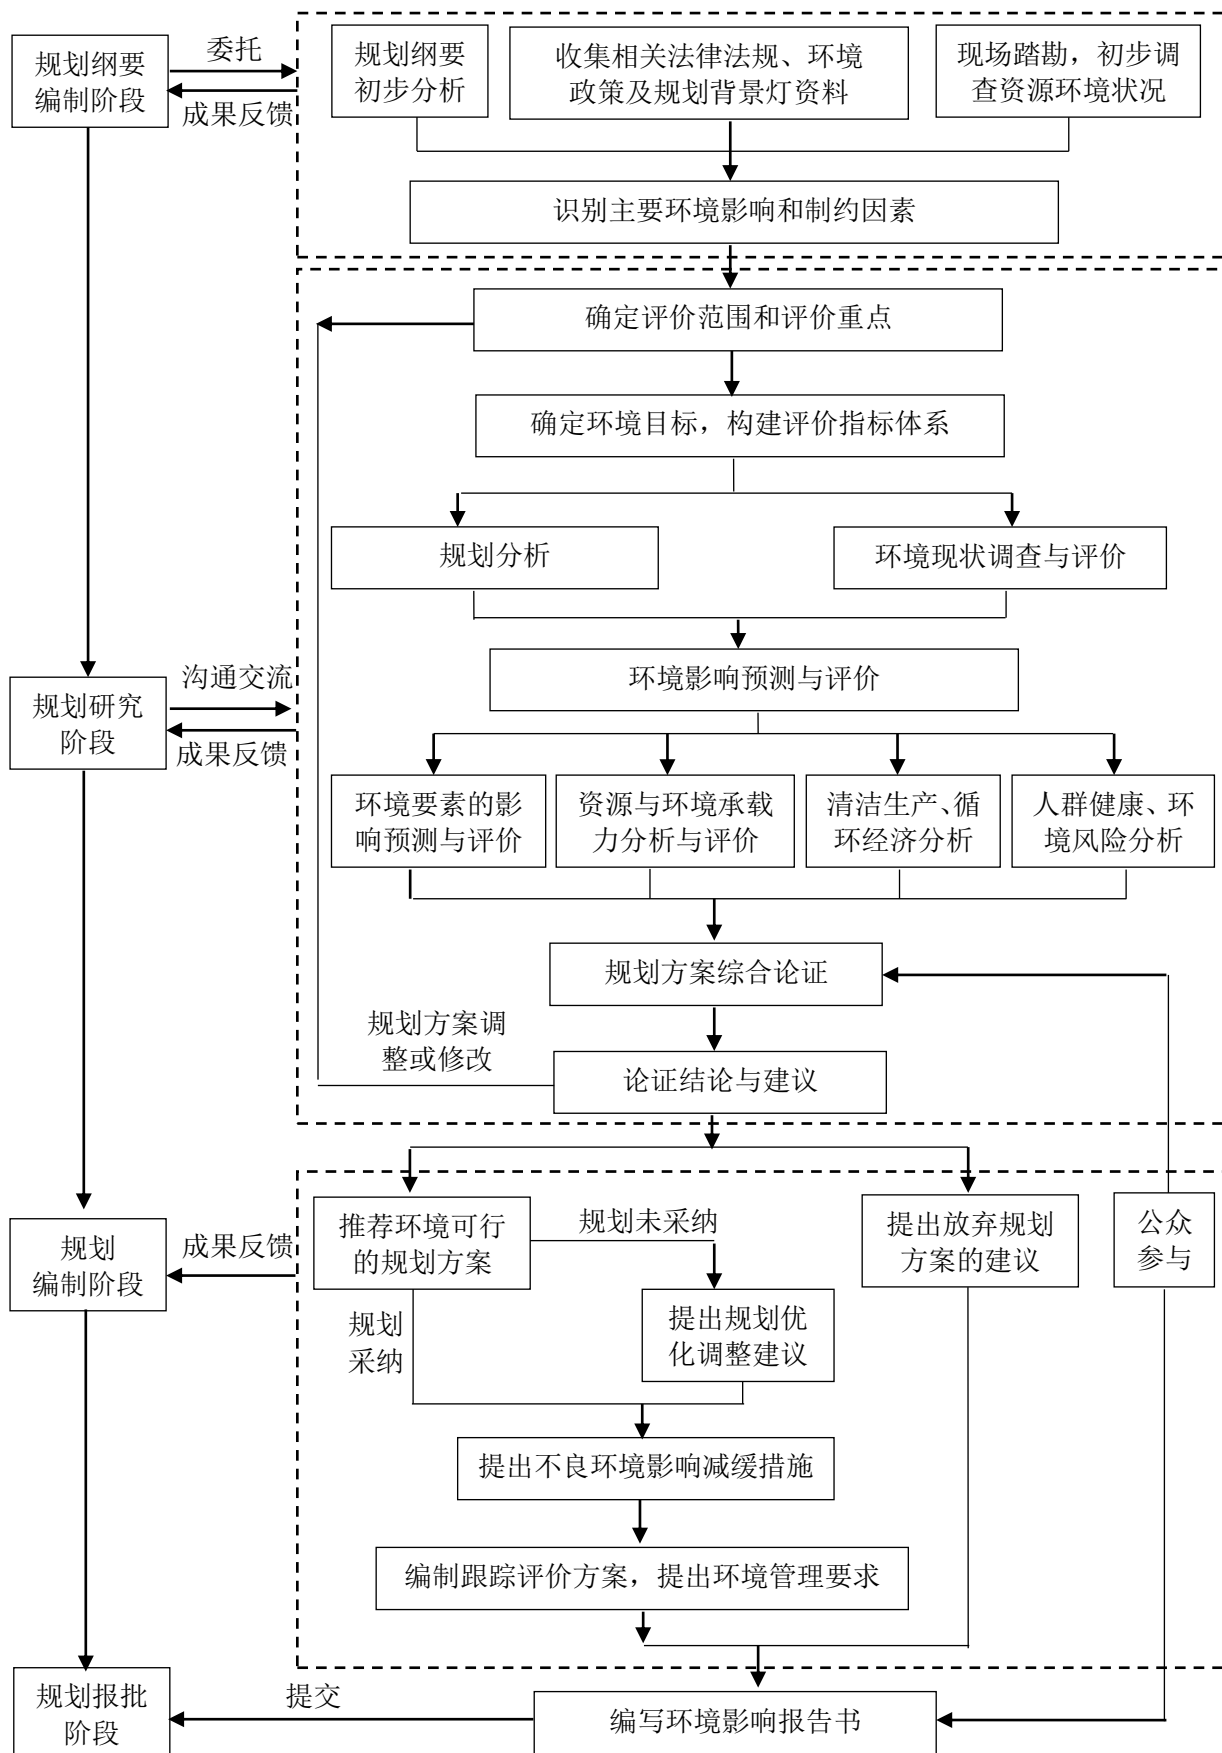 规划纲要
编制阶段
委托
成果反馈
规划纲要
初步分析
收集相关法律法规、环境
政策及规划背景灯资料
现场踏勘，初步调
查资源环境状况
识别主要环境影响和制约因素
确定评价范围和评价重点
确定环境目标，构建评价指标体系
规划分析
环境现状调查与评价
规划研究
阶段
沟通交流
成果反馈
环境影响预测与评价
环境要素的影
响预测与评价
资源与环境承载
力分析与评价
清洁生产、循
环经济分析
人群健康、环
境风险分析
规划方案综合论证
规划方案调
整或修改
论证结论与建议
规划
编制阶段
成果反馈
推荐环境可行
的规划方案
规划未采纳
提出放弃规划
方案的建议
公众
参与
规划
采纳
提出规划优
化调整建议
提出不良环境影响减缓措施
编制跟踪评价方案，提出环境管理要求
规划报批
阶段
提交
编写环境影响报告书